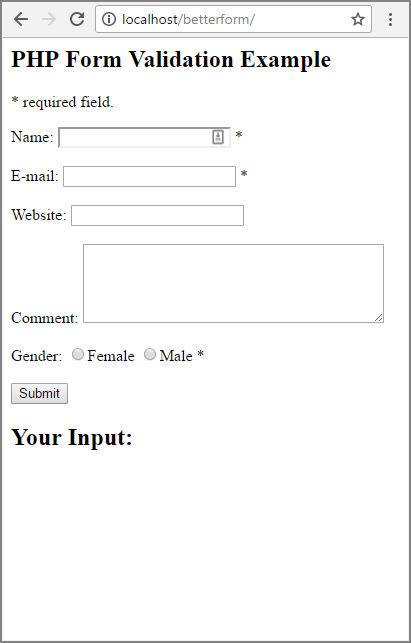 localhost/betterform/
PHP Form Validation Example
* required field.
Name: *
E-mail: *
Website:
Comment:
Gender: Female Male *
Submit
Your Input: